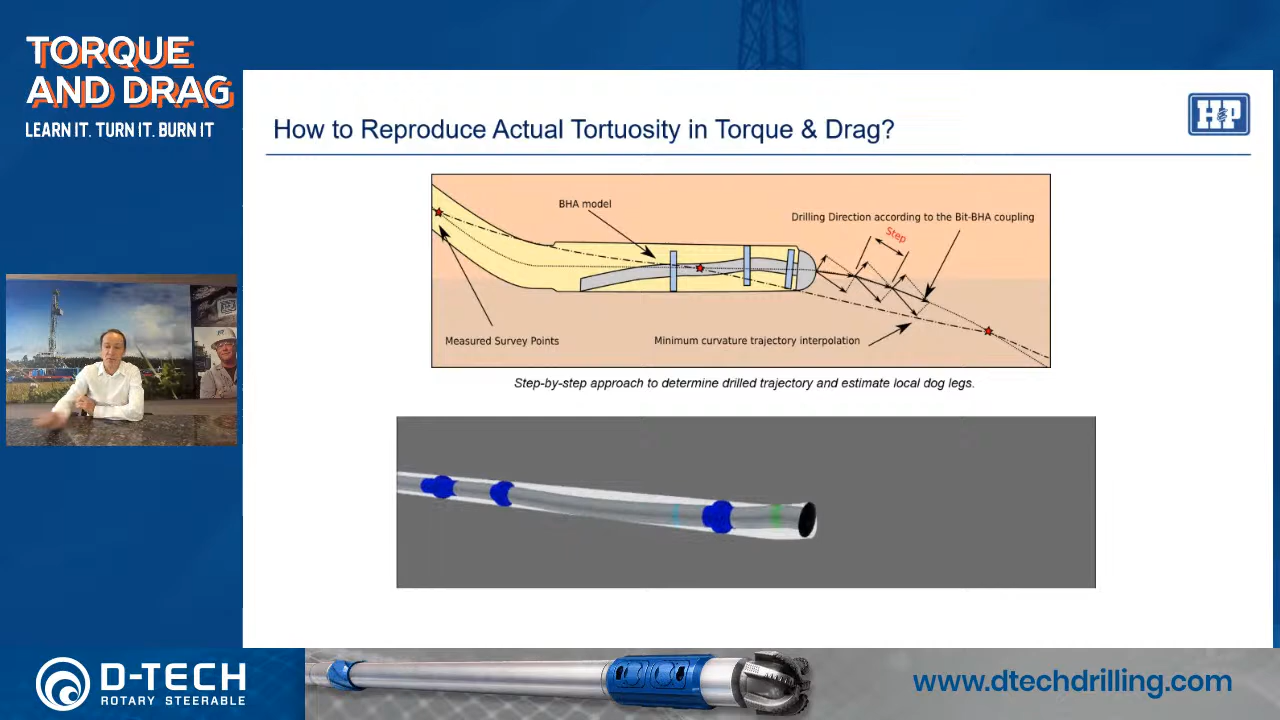 TORQUE
AND DRAG
LEARN IT. TURN IT. BURN IT
How to Reproduce Actual Tortuosity in Torque & Drag?
H&P
BHA model
Drilling Direction according to the Bit-BHA coupling
Step
Measured Survey Points
Minimum curvature trajectory interpolation
Step-by-step approach to determine drilled trajectory and estimate local dog legs.
D-TECH
ROTARY STEERABLE
www.dtechdrilling.com